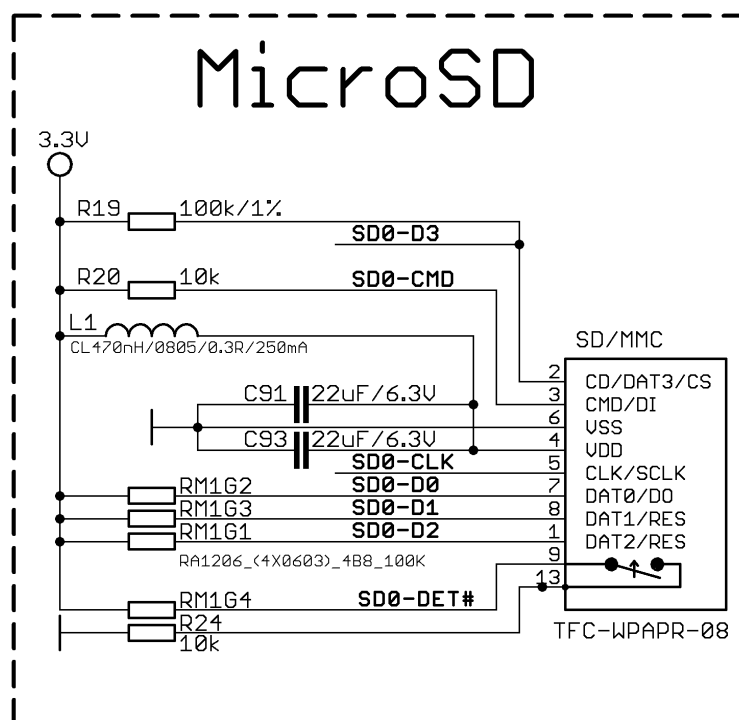 MicroSD
3.3V
R19 100k/1%
SD0-D3
R20 10k SD0-CMD
L1
CL470nH/0805/0.3R/250mA
SD/MMC
2 CD/DAT3/CS
C91 22uF/6.3V 3 CMD/DI
6 VSS
C93 22uF/6.3V 4 VDD
SD0-CLK 5 CLK/SCLK
RM1G2 SD0-D0 7 DAT0/DO
RM1G3 SD0-D1 8 DAT1/RES
RM1G1 SD0-D2 1 DAT2/RES
RA1206_(4X0603)_4B8_100K 9
13
RM1G4 SD0-DET#
R24
10k
TFC-WPAPR-08